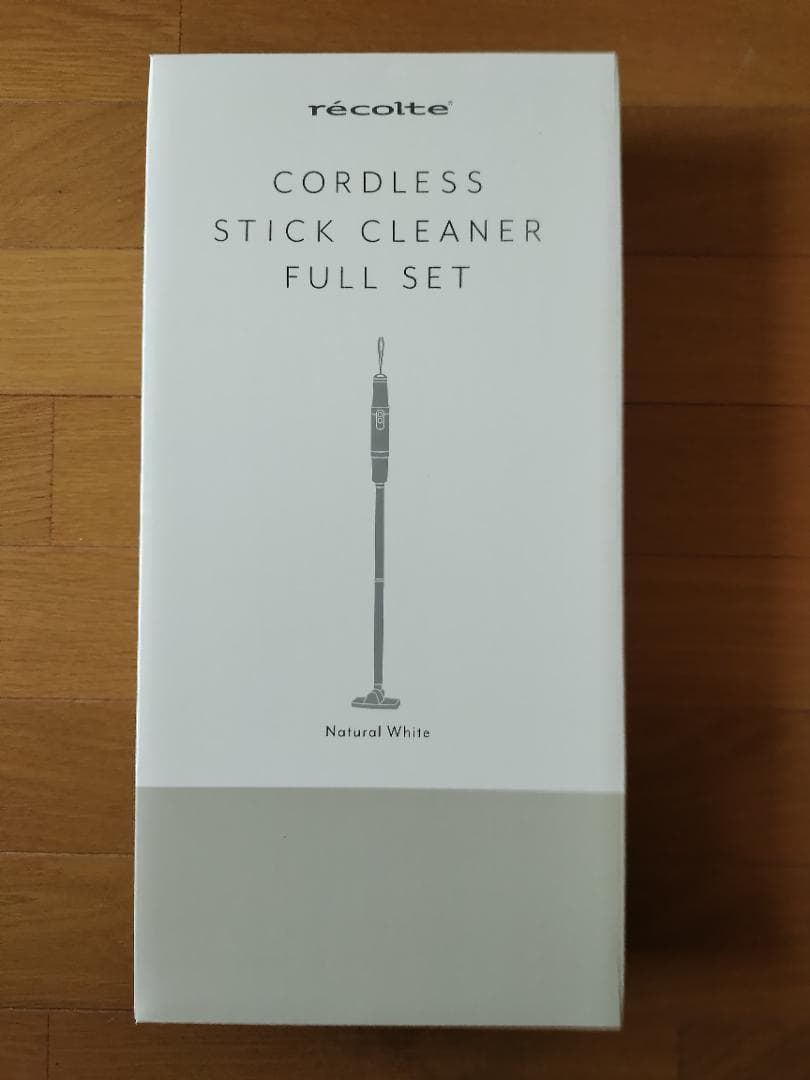 récolte®
CORDLESS
STICK CLEANER
FULL SET
Natural White